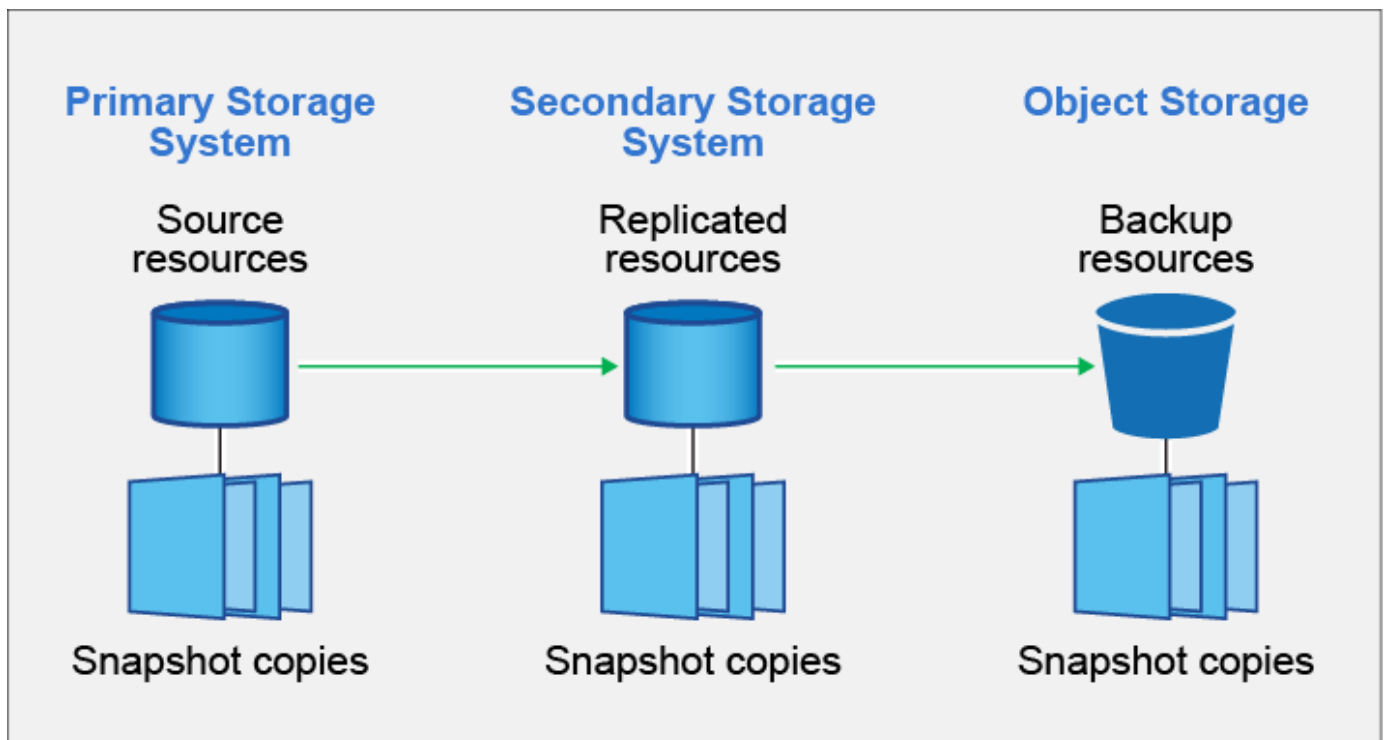 Primary Storage
System
Secondary Storage
System
Object Storage
Source
resources
Replicated
resources
Backup
resources
Snapshot copies
Snapshot copies
Snapshot copies